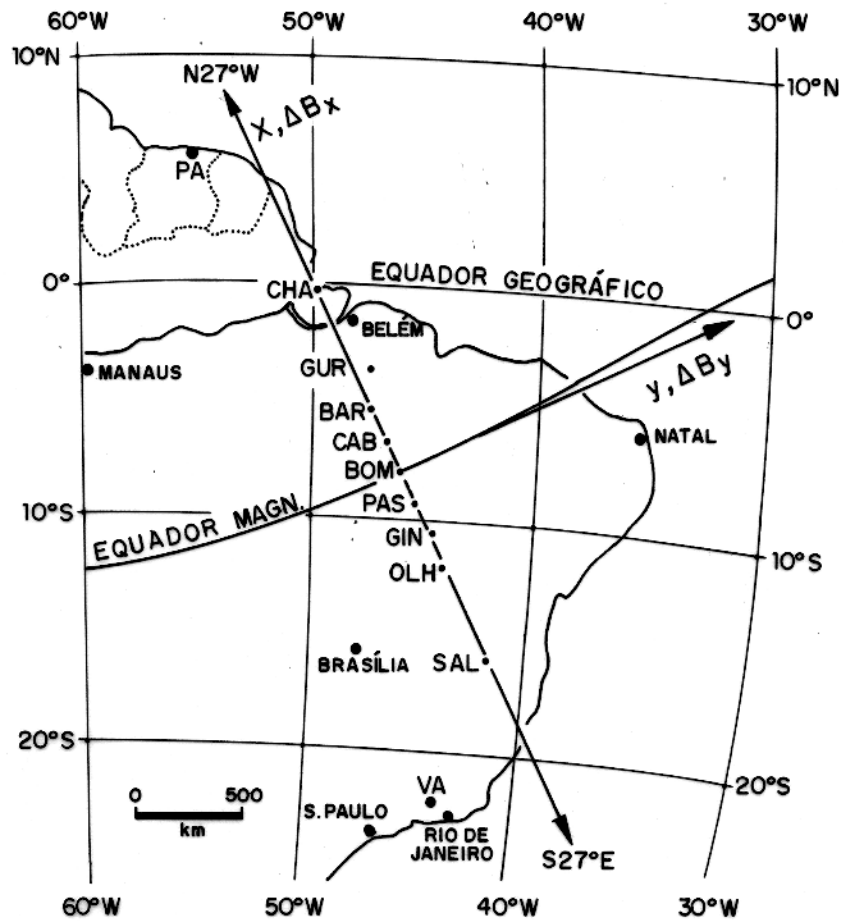 60°W 50°W 40°W 30°W
10°N
N27°W
10°N
X, ΔBx
PA
0°
CHA
EQUADOR GEOGRÁFICO
0°
BELÉM
MANAUS
GUR
y, ΔBy
BAR
CAB
NATAL
BOM
PAS
10°S
EQUADOR MAGN.
GIN
10°S
OLH
BRASÍLIA
SAL
20°S
20°S
VA
0 500
km
S. PAULO
RIO DE
JANEIRO
S27°E
60°W 50°W 40°W 30°W